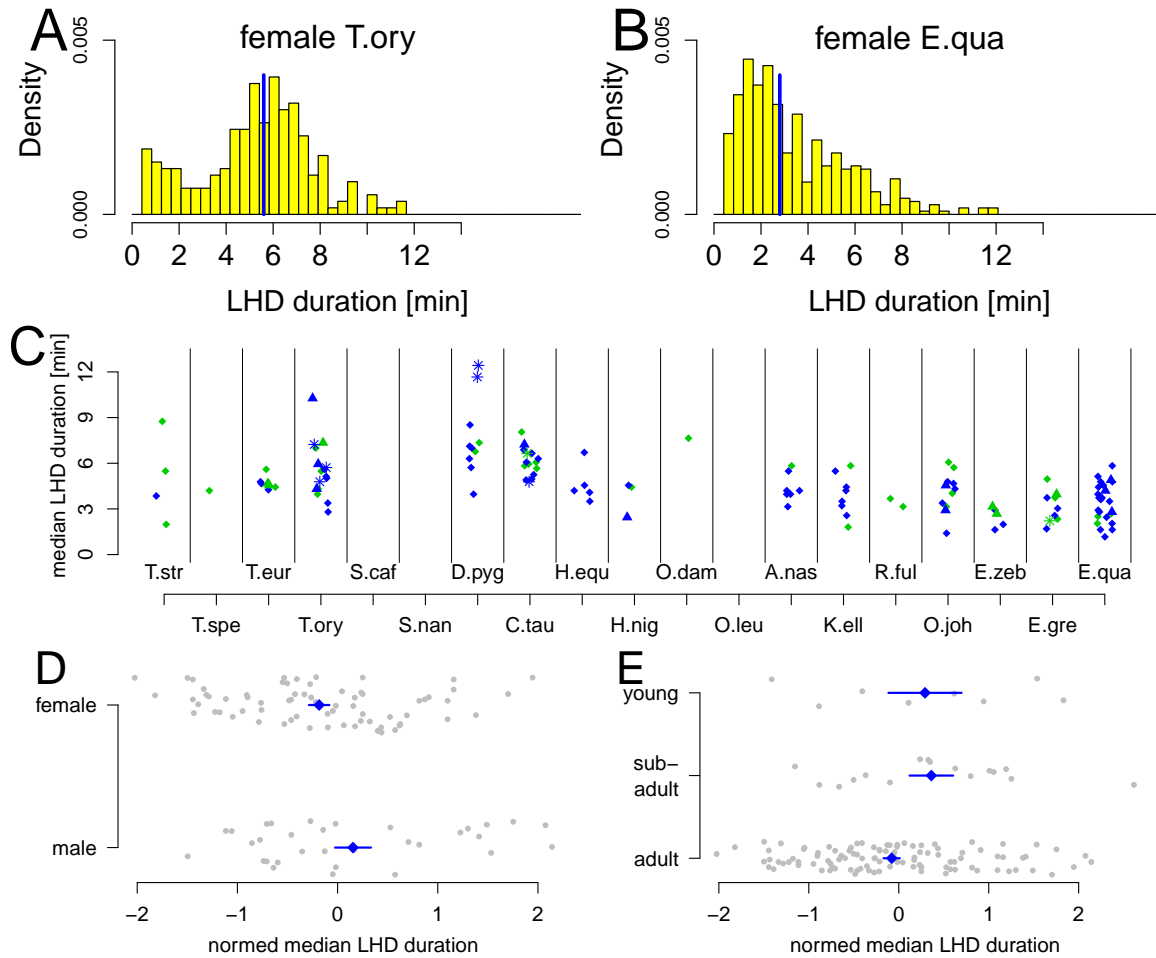 A
female T.ory
Density
0.005
0.000
0 2 4 6 8 12
LHD duration [min]
B
female E.qua
Density
0.005
0.000
0 2 4 6 8 12
LHD duration [min]
C
median LHD duration [min]
12
9
6
3
0
T.str T.eur S.caf D.pyg H.equ O.dam A.nas R.ful E.zeb E.qua
T.spe T.ory S.nan C.tau H.nig O.leu K.ell O.joh E.gre
D
female
male
−2 −1 0 1 2
normed median LHD duration
E
young
sub−
adult
adult
−2 −1 0 1 2
normed median LHD duration